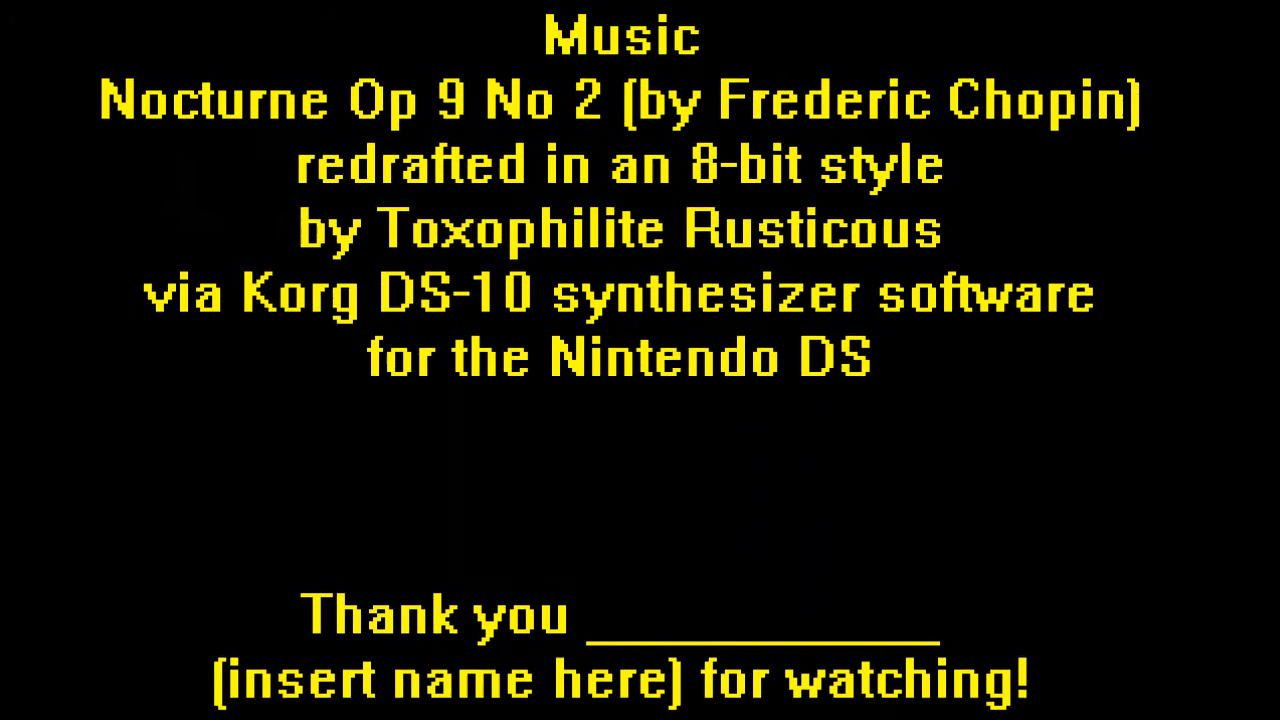 Music
Nocturne Op 9 No 2 (by Frederic Chopin)
redrafted in an 8-bit style
by Toxophilite Rusticous
via Korg DS-10 synthesizer software
for the Nintendo DS
Thank you ___________
(insert name here) for watching!